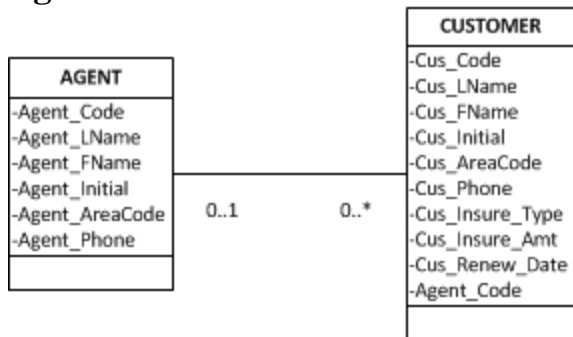 AGENT
-Agent_Code
-Agent_LName
-Agent_FName
-Agent_Initial
-Agent_AreaCode
-Agent_Phone
0..1
0..*
CUSTOMER
-Cus_Code
-Cus_LName
-Cus_FName
-Cus_Initial
-Cus_AreaCode
-Cus_Phone
-Cus_Insure_Type
-Cus_Insure_Amt
-Cus_Renew_Date
-Agent_Code